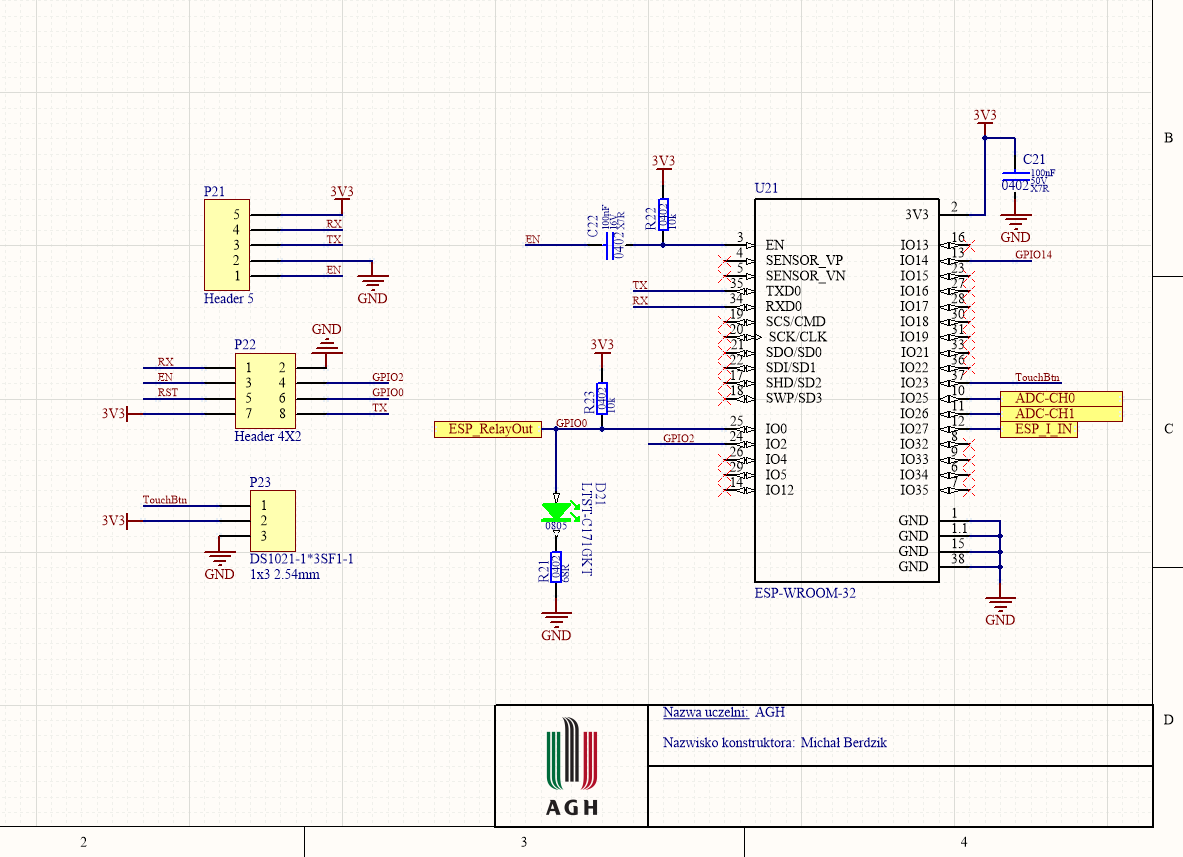 B
C
D
2
3
4
P21
5
4
3
2
1
3V3
RX
TX
EN
GND
Header 5
P22
GND
RX
EN
RST
3V3
1 2
3 4
5 6
7 8
GPIO2
GPIO0
TX
Header 4X2
P23
TouchBtn
3V3
GND
1
2
3
DS1021-1*3SF1-1
1x3 2.54mm
EN
C22
100nF
X7R
0402
3V3
R22
0402
10k
TX
RX
3V3
R23
0402
10k
ESP_RelayOut
GPIO0
GPIO2
D21
LTST-C171GKT
0805
R21
0402
68R
GND
U21
3 EN
4 SENSOR_VP
5 SENSOR_VN
35 TXD0
34 RXD0
19 SCS/CMD
20 SCK/CLK
21 SDO/SD0
22 SDI/SD1
17 SHD/SD2
18 SWP/SD3
25 IO0
24 IO2
26 IO4
29 IO5
14 IO12
3V3 2
IO13 16
IO14 13
IO15 23
IO16 27
IO17 28
IO18 30
IO19 31
IO21 33
IO22 36
IO23 37
IO25 10
IO26 11
IO27 12
IO32 8
IO33 9
IO34 6
IO35 7
GND 1
GND 1.1
GND 15
GND 38
ESP-WROOM-32
3V3
C21
100nF
50V
0402 X7R
GND
GPIO14
TouchBtn
ADC-CH0
ADC-CH1
ESP_I_IN
GND
AGH
Nazwa uczelni: AGH
Nazwisko konstruktora: Michał Berdzik